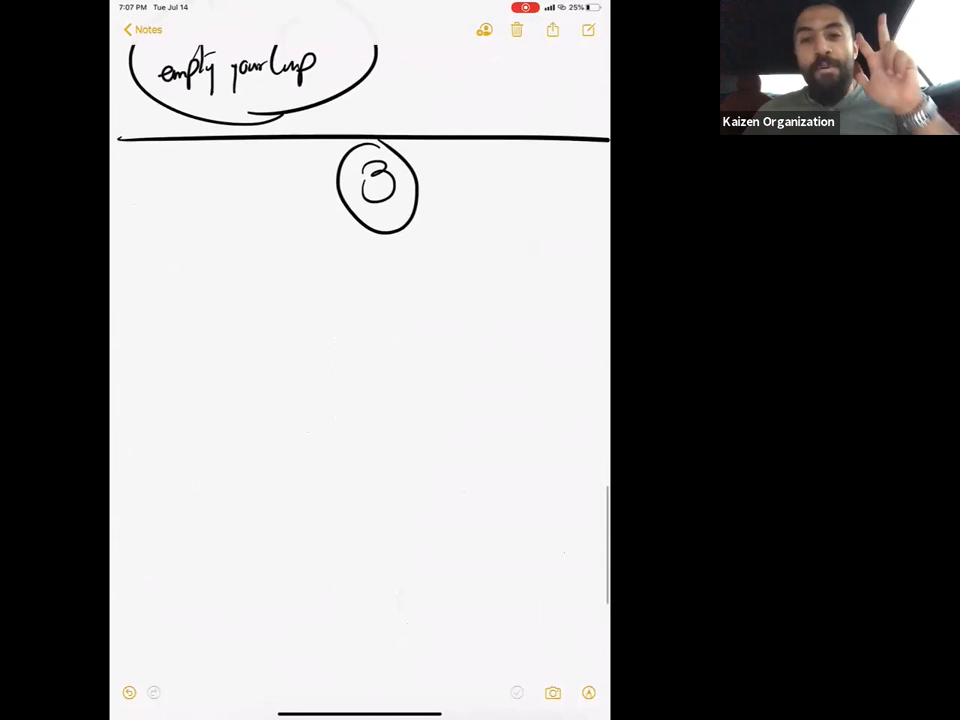 7:07 PM Tue Jul 14
25%
Notes
empty your cup
3
Kaizen Organization